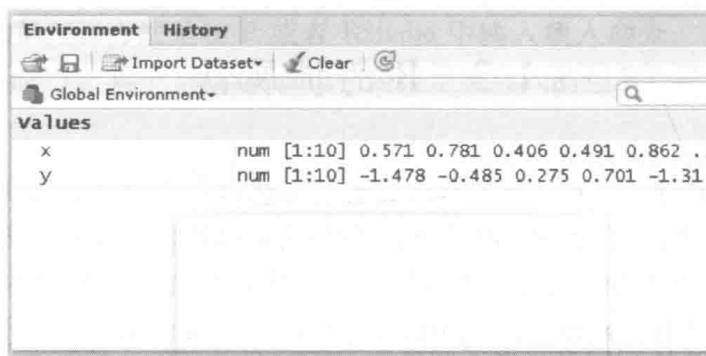 Environment History
Import Dataset Clear
Global Environment
Values
x num [1:10] 0.571 0.781 0.406 0.491 0.862 .
y num [1:10] -1.478 -0.485 0.275 0.701 -1.31